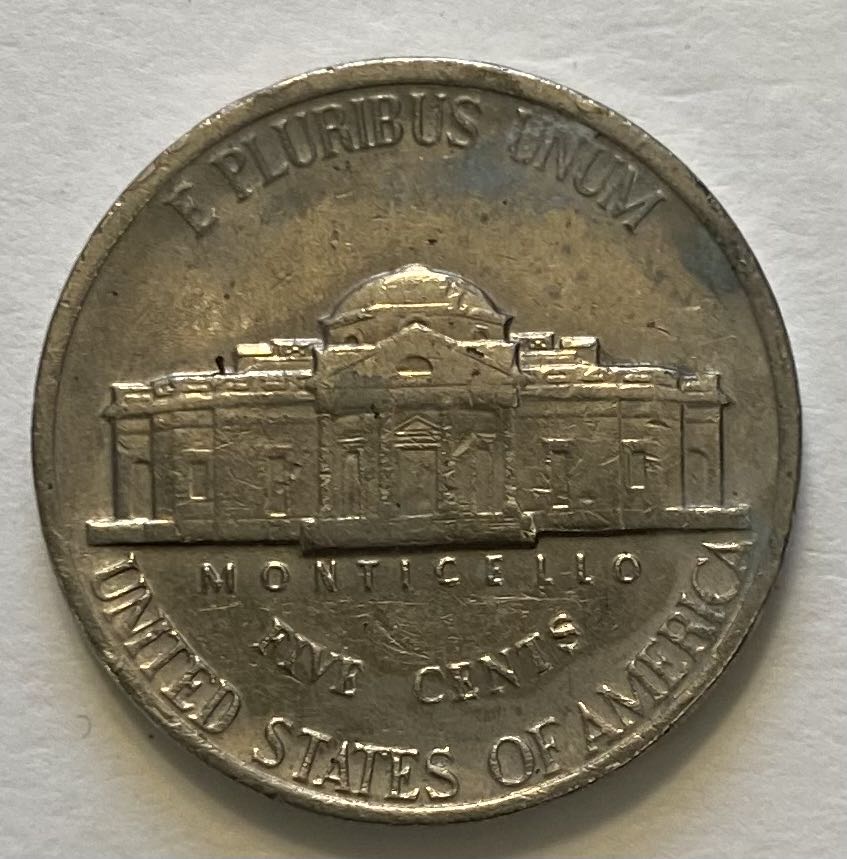 E PLURIBUS UNUM
MONTICELLO
FIVE CENTS
UNITED STATES OF AMERICA